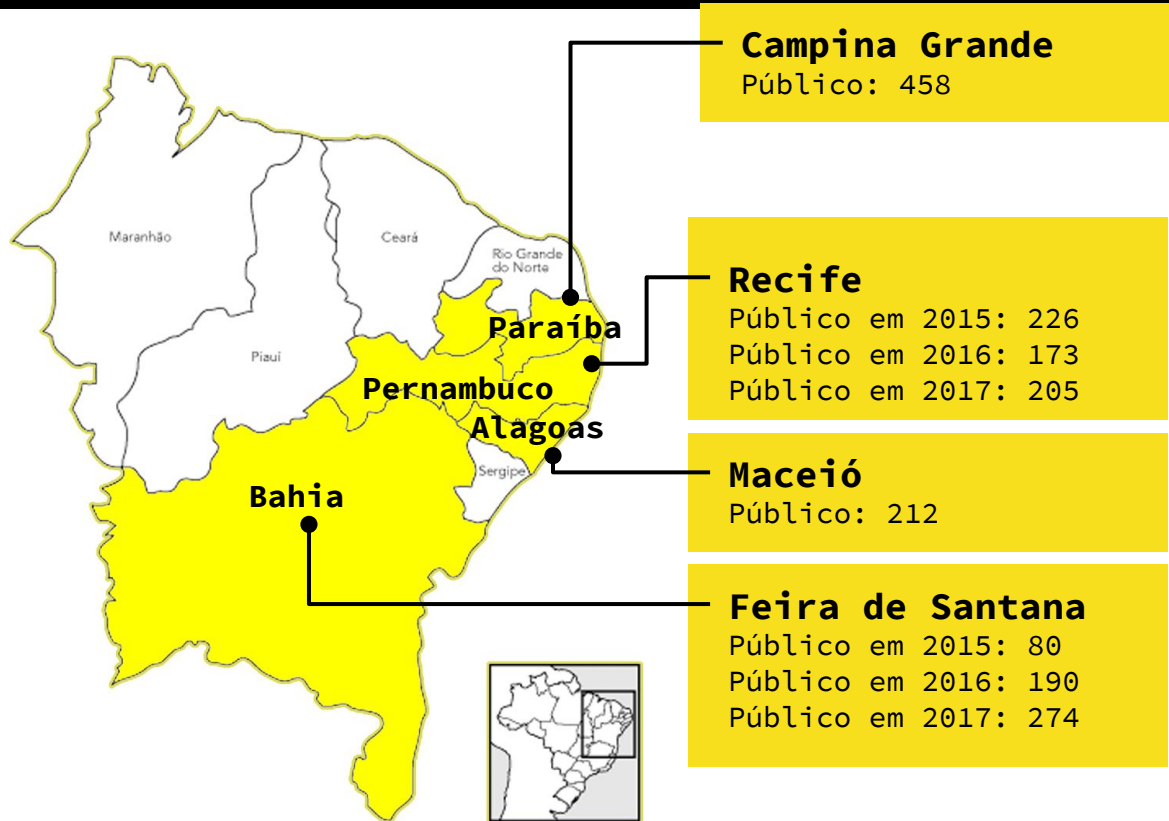 Campina Grande
Público: 458
Recife
Público em 2015: 226
Público em 2016: 173
Público em 2017: 205
Maceió
Público: 212
Feira de Santana
Público em 2015: 80
Público em 2016: 190
Público em 2017: 274
Maranhão
Ceará
Rio Grande
do Norte
Paraíba
Piauí
Pernambuco
Alagoas
Sergipe
Bahia